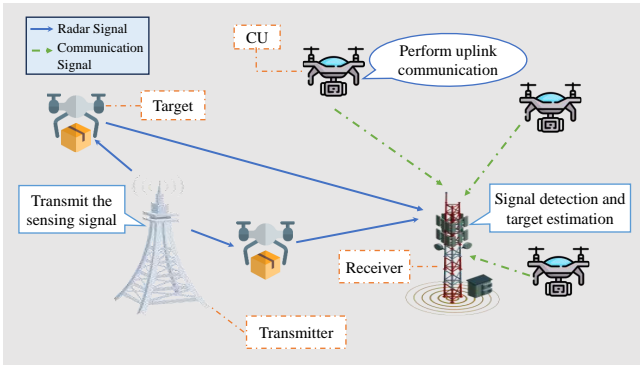 Radar Signal
Communication
Signal
CU
Perform uplink
communication
Target
Transmit the
sensing signal
Signal detection and
target estimation
Receiver
Transmitter